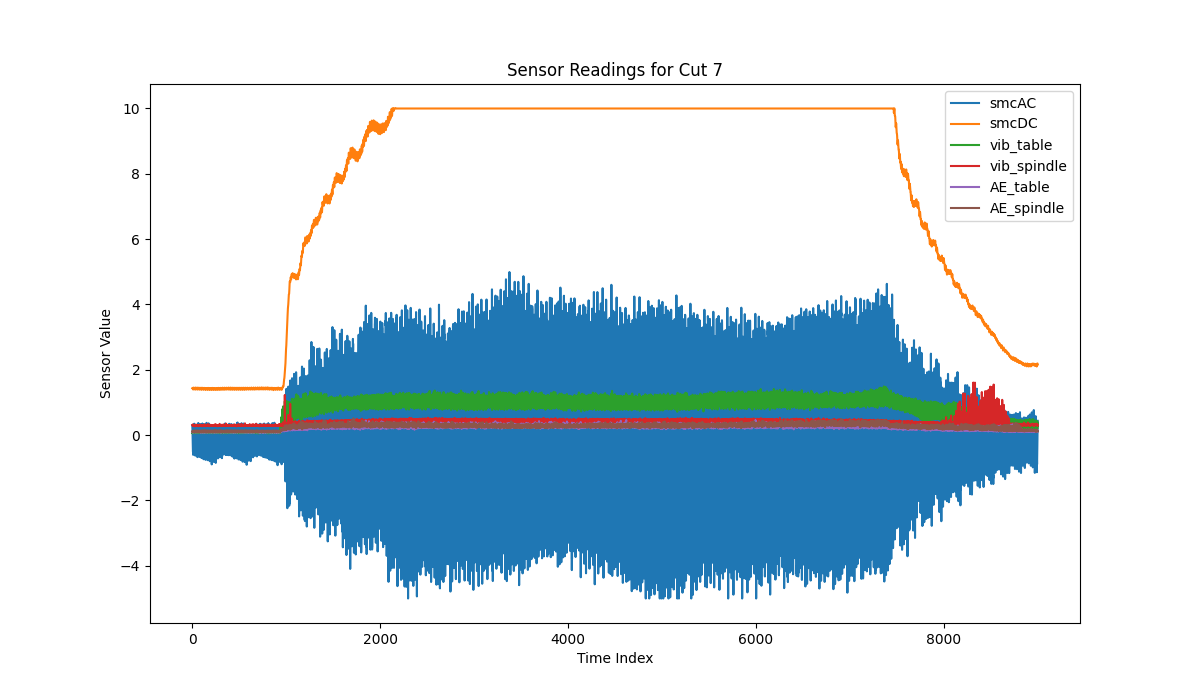 Sensor Readings for Cut 7
smcAC
smcDC
vib_table
vib_spindle
AE_table
AE_spindle
Sensor Value
10
8
6
4
2
0
−2
−4
0 2000 4000 6000 8000
Time Index